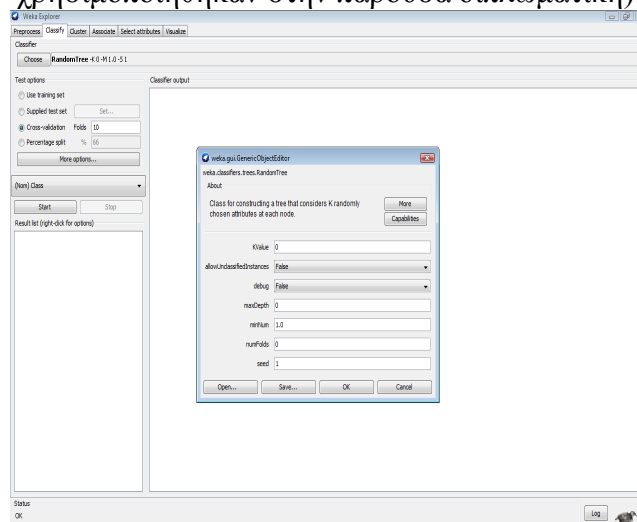 χρησιμοποιήθηκαν στην παρούσα διπλωματική)
Weka Explorer
Preprocess Classify Cluster Associate Select attributes Visualize
Classifier
Choose RandomTree -K 0 -M 1.0 -S 1
Test options
Use training set
Supplied test set Set...
Cross-validation Folds 10
Percentage split % 66
More options...
(Nom) Class
Start Stop
Result list (right-click for options)
Classifier output
weka.gui.GenericObjectEditor
weka.classifiers.trees.RandomTree
About
Class for constructing a tree that considers K randomly
chosen attributes at each node.
More
Capabilities
KValue 0
allowUnclassifiedInstances False
debug False
maxDepth 0
minNum 1.0
numFolds 0
seed 1
Open... Save... OK Cancel
Status
OK
Log